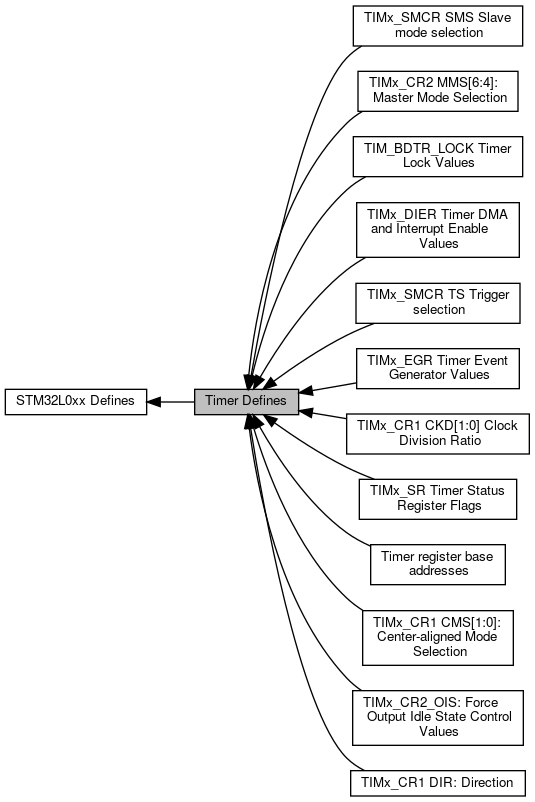 TIMx_SMCR SMS Slave
mode selection
TIMx_CR2 MMS[6:4]:
Master Mode Selection
TIM_BDTR_LOCK Timer
Lock Values
TIMx_DIER Timer DMA
and Interrupt Enable
Values
TIMx_SMCR TS Trigger
selection
TIMx_EGR Timer Event
Generator Values
STM32L0xx Defines
Timer Defines
TIMx_CR1 CKD[1:0] Clock
Division Ratio
TIMx_SR Timer Status
Register Flags
Timer register base
addresses
TIMx_CR1 CMS[1:0]:
Center-aligned Mode
Selection
TIMx_CR2_OIS: Force
Output Idle State Control
Values
TIMx_CR1 DIR: Direction